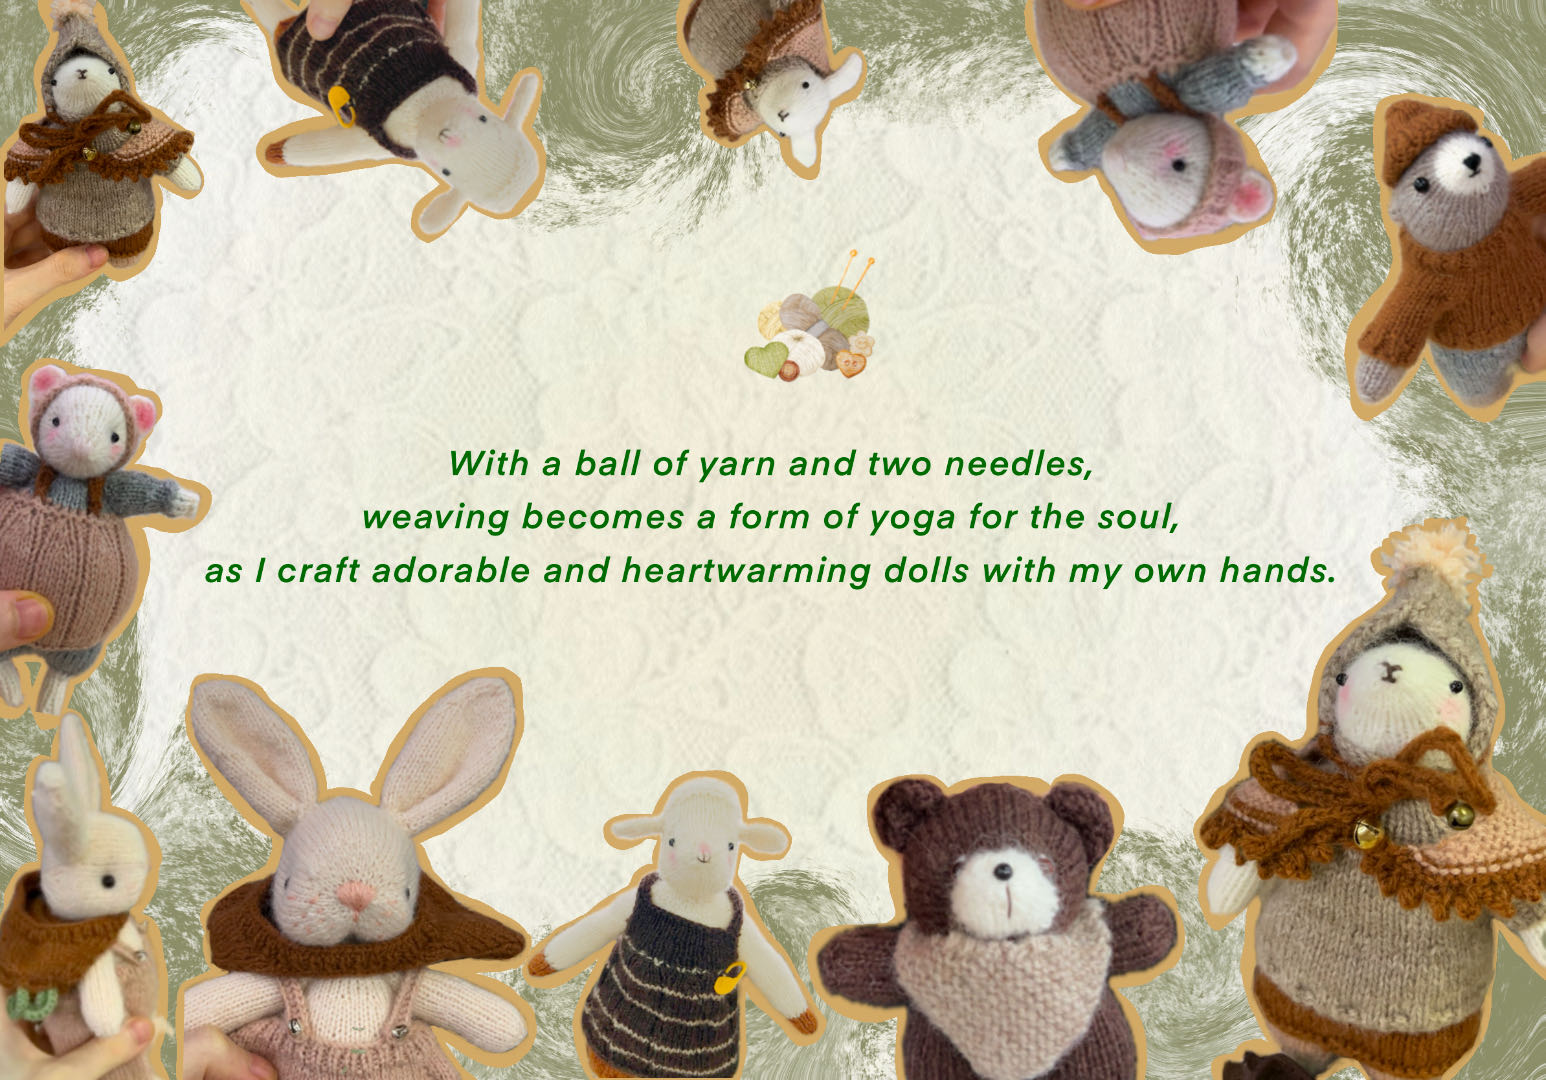 With a ball of yarn and two needles,
weaving becomes a form of yoga for the soul,
as I craft adorable and heartwarming dolls with my own hands.